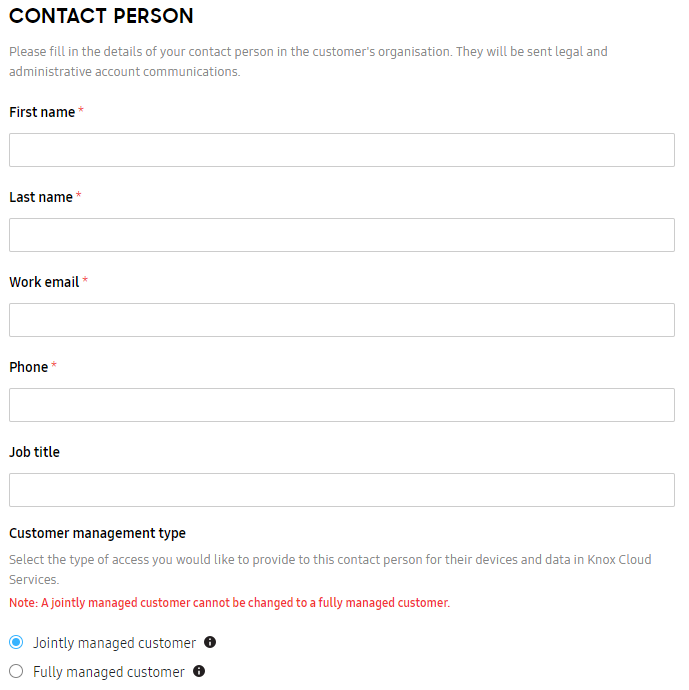 CONTACT PERSON
Please fill in the details of your contact person in the customer's organisation. They will be sent legal and
administrative account communications.
First name *
Last name *
Work email *
Phone *
Job title
Customer management type
Select the type of access you would like to provide to this contact person for their devices and data in Knox Cloud
Services.
Note: A jointly managed customer cannot be changed to a fully managed customer.
Jointly managed customer
Fully managed customer